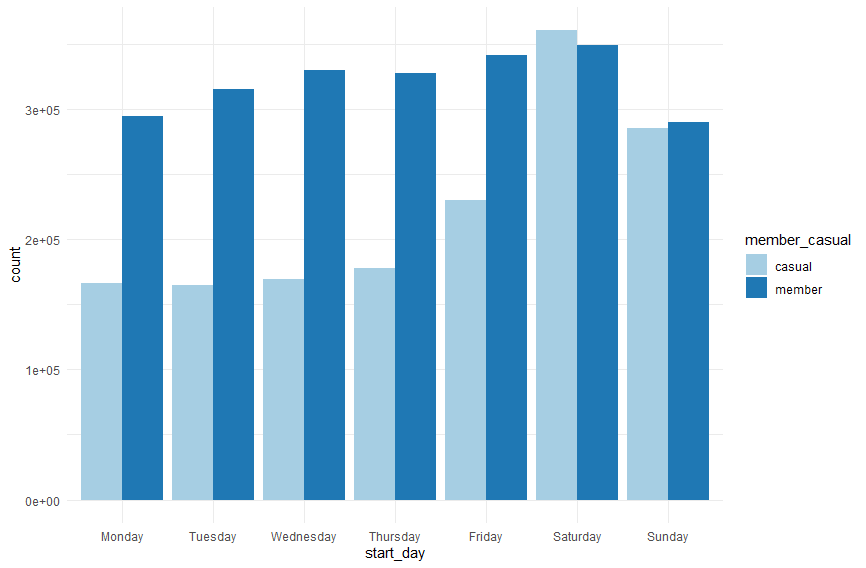 count
3e+05
2e+05
1e+05
0e+00
Monday Tuesday Wednesday Thursday Friday Saturday Sunday
start_day
member_casual
casual
member